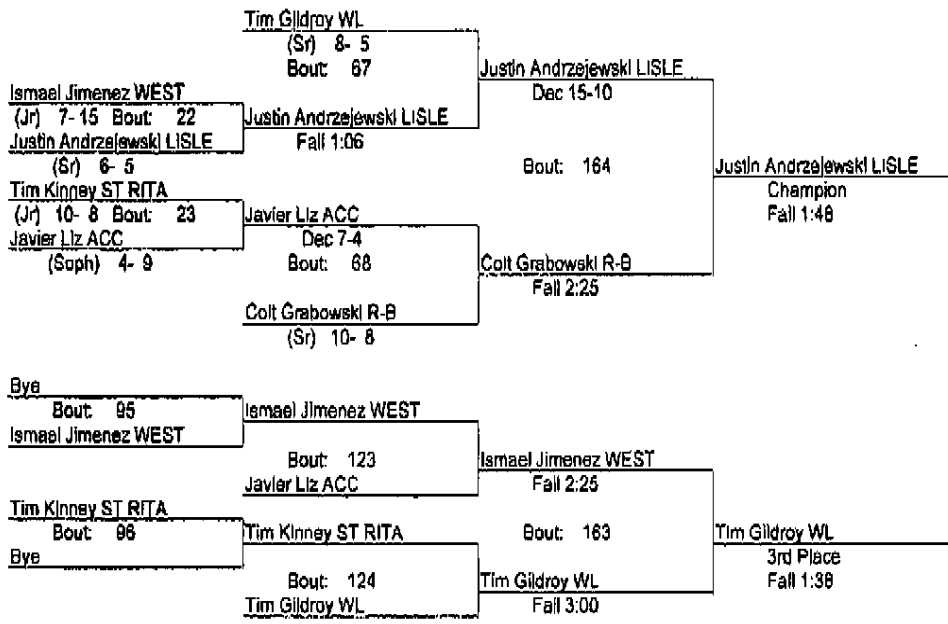 Tim Gildroy WL
(Sr) 8- 5
Bout: 67
Justin Andrzejewski LISLE
Dec 15-10
Ismael Jimenez WEST
(Jr) 7- 15 Bout: 22
Justin Andrzejewski LISLE
Fall 1:06
Justin Andrzejewski LISLE
(Sr) 6- 5
Bout: 164
Justin Andrzejewski LISLE
Champion
Fall 1:48
Tim Kinney ST RITA
(Jr) 10- 8 Bout: 23
Javier Liz ACC
Dec 7-4
Javier Liz ACC
(Soph) 4- 9
Bout: 68
Colt Grabowski R-B
Fall 2:25
Colt Grabowski R-B
(Sr) 10- 8
Bye
Bout: 95
Ismael Jimenez WEST
Ismael Jimenez WEST
Bout: 123
Ismael Jimenez WEST
Fall 2:25
Javier Liz ACC
Tim Kinney ST RITA
Bout: 96
Tim Kinney ST RITA
Bye
Bout: 163
Tim Gildroy WL
3rd Place
Fall 1:38
Bout: 124
Tim Gildroy WL
Fall 3:00
Tim Gildroy WL